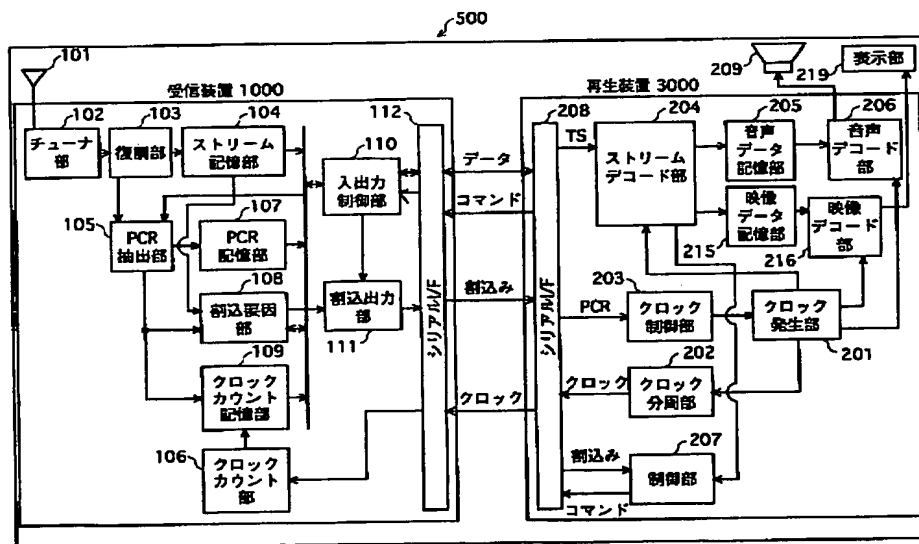 500
101
209
219
表示部
受信装置 1000
再生装置 3000
102
103
104
112
208
204
205
206
チューナ
部
復調部
ストリーム
記憶部
110
入出力
制御部
データ
コマンド
TS
ストリーム
デコード部
音声
データ
記憶部
音声
デコード
部
105
PCR
抽出部
107
PCR
記憶部
映像
データ
記憶部
映像
デコード
部
215
216
108
割込要因
部
割込出力
部
111
シリアルI/F
割込み
シリアルI/F
PCR
203
クロック
制御部
クロック
発生部
201
109
クロック
カウント
記憶部
クロック
クロック
202
クロック
分周部
106
クロック
カウント
部
割込み
コマンド
207
制御部